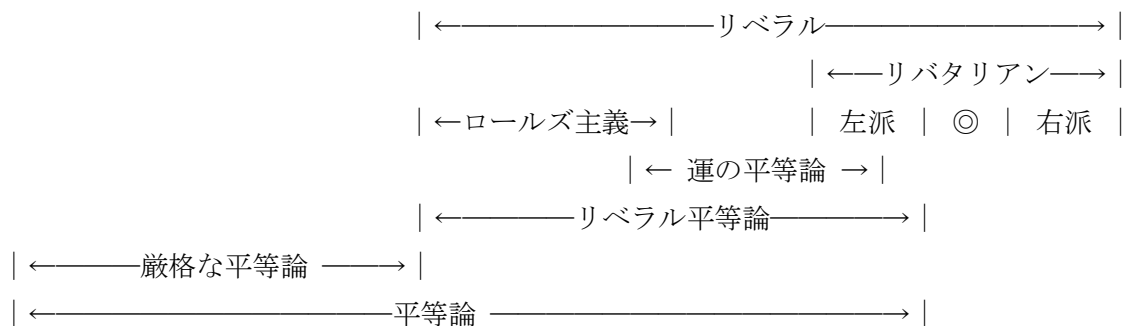 |←――――――――――リベラル――――――――――→|
|←――リバタリアン――→|
|←ロールズ主義→| | 左派 | ◎ | 右派 |
|← 運の平等論 →|
|←―――――リベラル平等論―――――→|
|←――――厳格な平等論 ―――→|
|←――――――――――――平等論 ―――――――――――――――→|